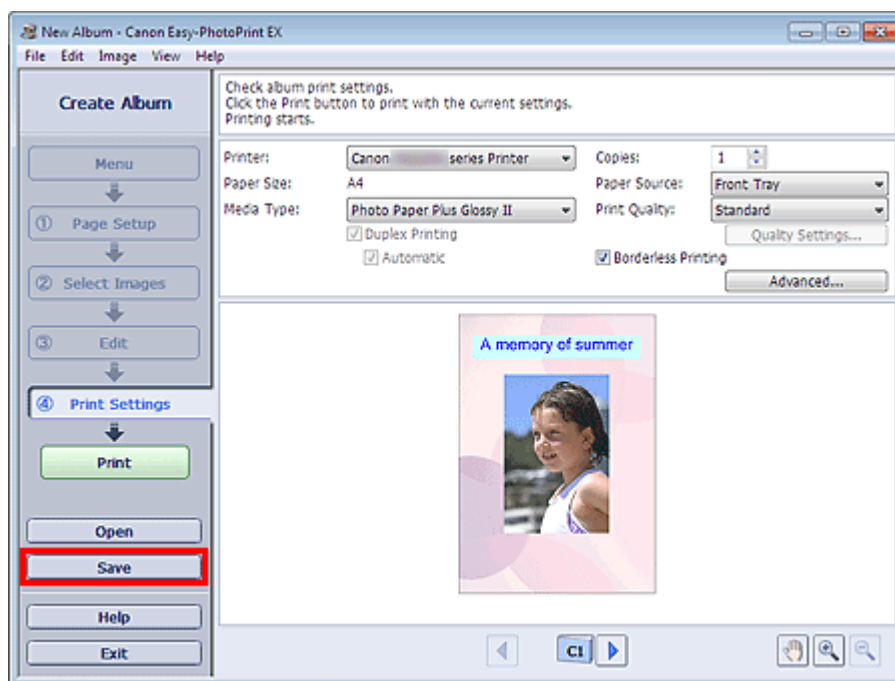 New Album - Canon Easy-PhotoPrint EX
File Edit Image View Help
Create Album
Check album print settings.
Click the Print button to print with the current settings.
Printing starts.
Menu
① Page Setup
② Select Images
③ Edit
④ Print Settings
Print
Open
Save
Help
Exit
Printer: Canon series Printer Copies: 1
Paper Size: A4 Paper Source: Front Tray
Media Type: Photo Paper Plus Glossy II Print Quality: Standard
Duplex Printing Quality Settings...
Automatic Borderless Printing
Advanced...
A memory of summer
C1